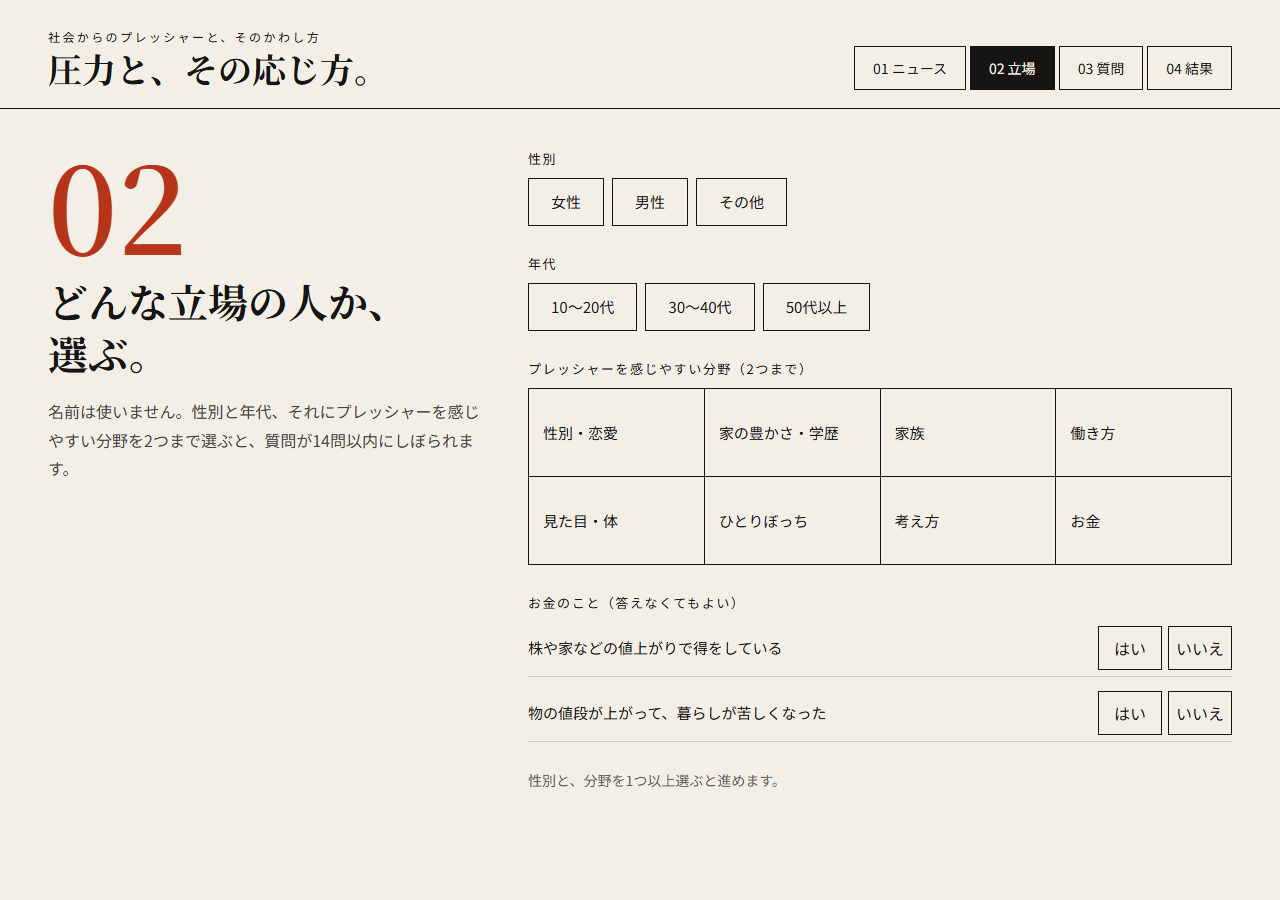 社会からのプレッシャーと、そのかわし方
圧力と、その応じ方。
01 ニュース
02 立場
03 質問
04 結果
02
どんな立場の人か、
選ぶ。
名前は使いません。性別と年代、それにプレッシャーを感じ
やすい分野を2つまで選ぶと、質問が14問以内にしぼられま
す。
性別
女性
男性
その他
年代
10〜20代
30〜40代
50代以上
プレッシャーを感じやすい分野（2つまで）
性別・恋愛
家の豊かさ・学歴
家族
働き方
見た目・体
ひとりぼっち
考え方
お金
お金のこと（答えなくてもよい）
株や家などの値上がりで得をしている
はい
いいえ
物の値段が上がって、暮らしが苦しくなった
はい
いいえ
性別と、分野を1つ以上選ぶと進めます。